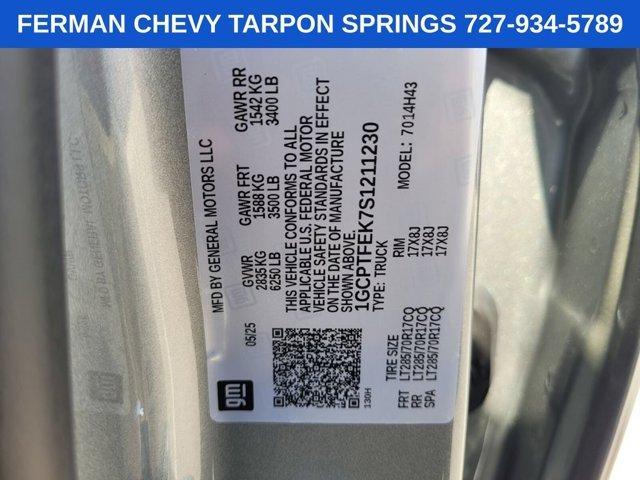 FERMAN CHEVY TARPON SPRINGS 727-934-5789
MFD BY GENERAL MOTORS LLC
05/25
GVWR
2835 KG
6250 LB
GAWR FRT
1588 KG
3500 LB
GAWR RR
1542 KG
3400 LB
THIS VEHICLE CONFORMS TO ALL
APPLICABLE U.S. FEDERAL MOTOR
VEHICLE SAFETY STANDARDS IN EFFECT
ON THE DATE OF MANUFACTURE
SHOWN ABOVE.
1GCPTFEK7S1211230
TYPE: TRUCK
MODEL: 7014H43
TIRE SIZE RIM
FRT LT285/70R17CQ 17X8J
RR LT285/70R17CQ 17X8J
SPA LT285/70R17CQ 17X8J
gm
130H